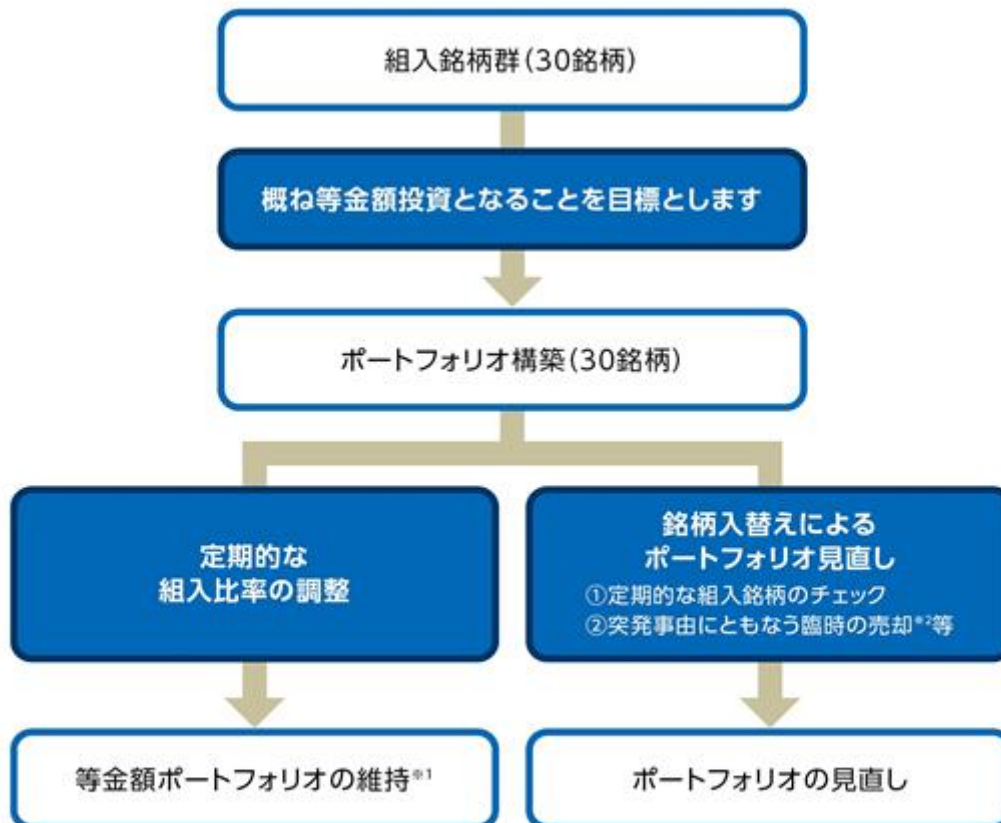 組入銘柄群(30銘柄)
概ね等金額投資となることを目標とします
ポートフォリオ構築(30銘柄)
定期的な
組入比率の調整
銘柄入替えによる
ポートフォリオ見直し
①定期的な組入銘柄のチェック
②突発事由にともなう臨時の売却※2等
等金額ポートフォリオの維持※1
ポートフォリオの見直し